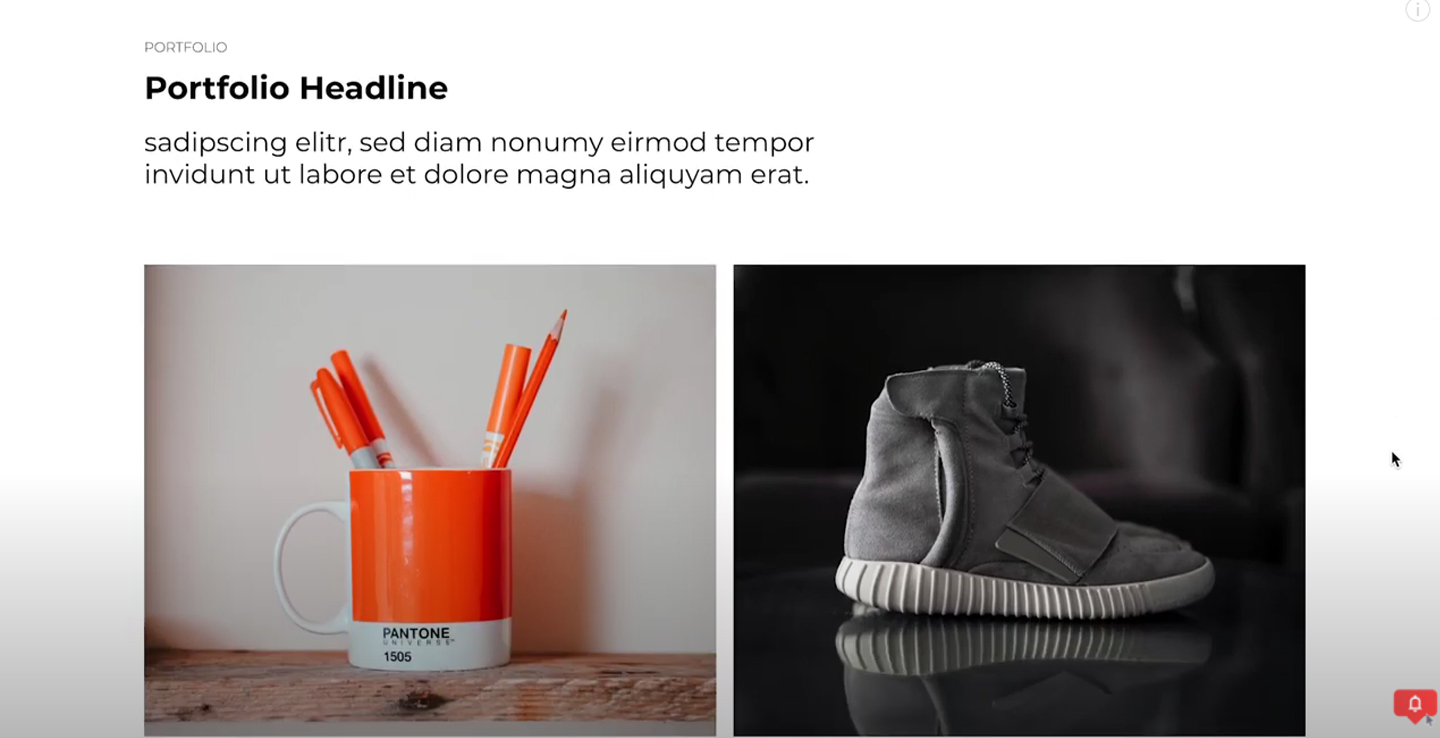 PORTFOLIO
Portfolio Headline
sadipscing elitr, sed diam nonumy eirmod tempor
invidunt ut labore et dolore magna aliquyam erat.
PANTONE
UNIVERSE™
1505